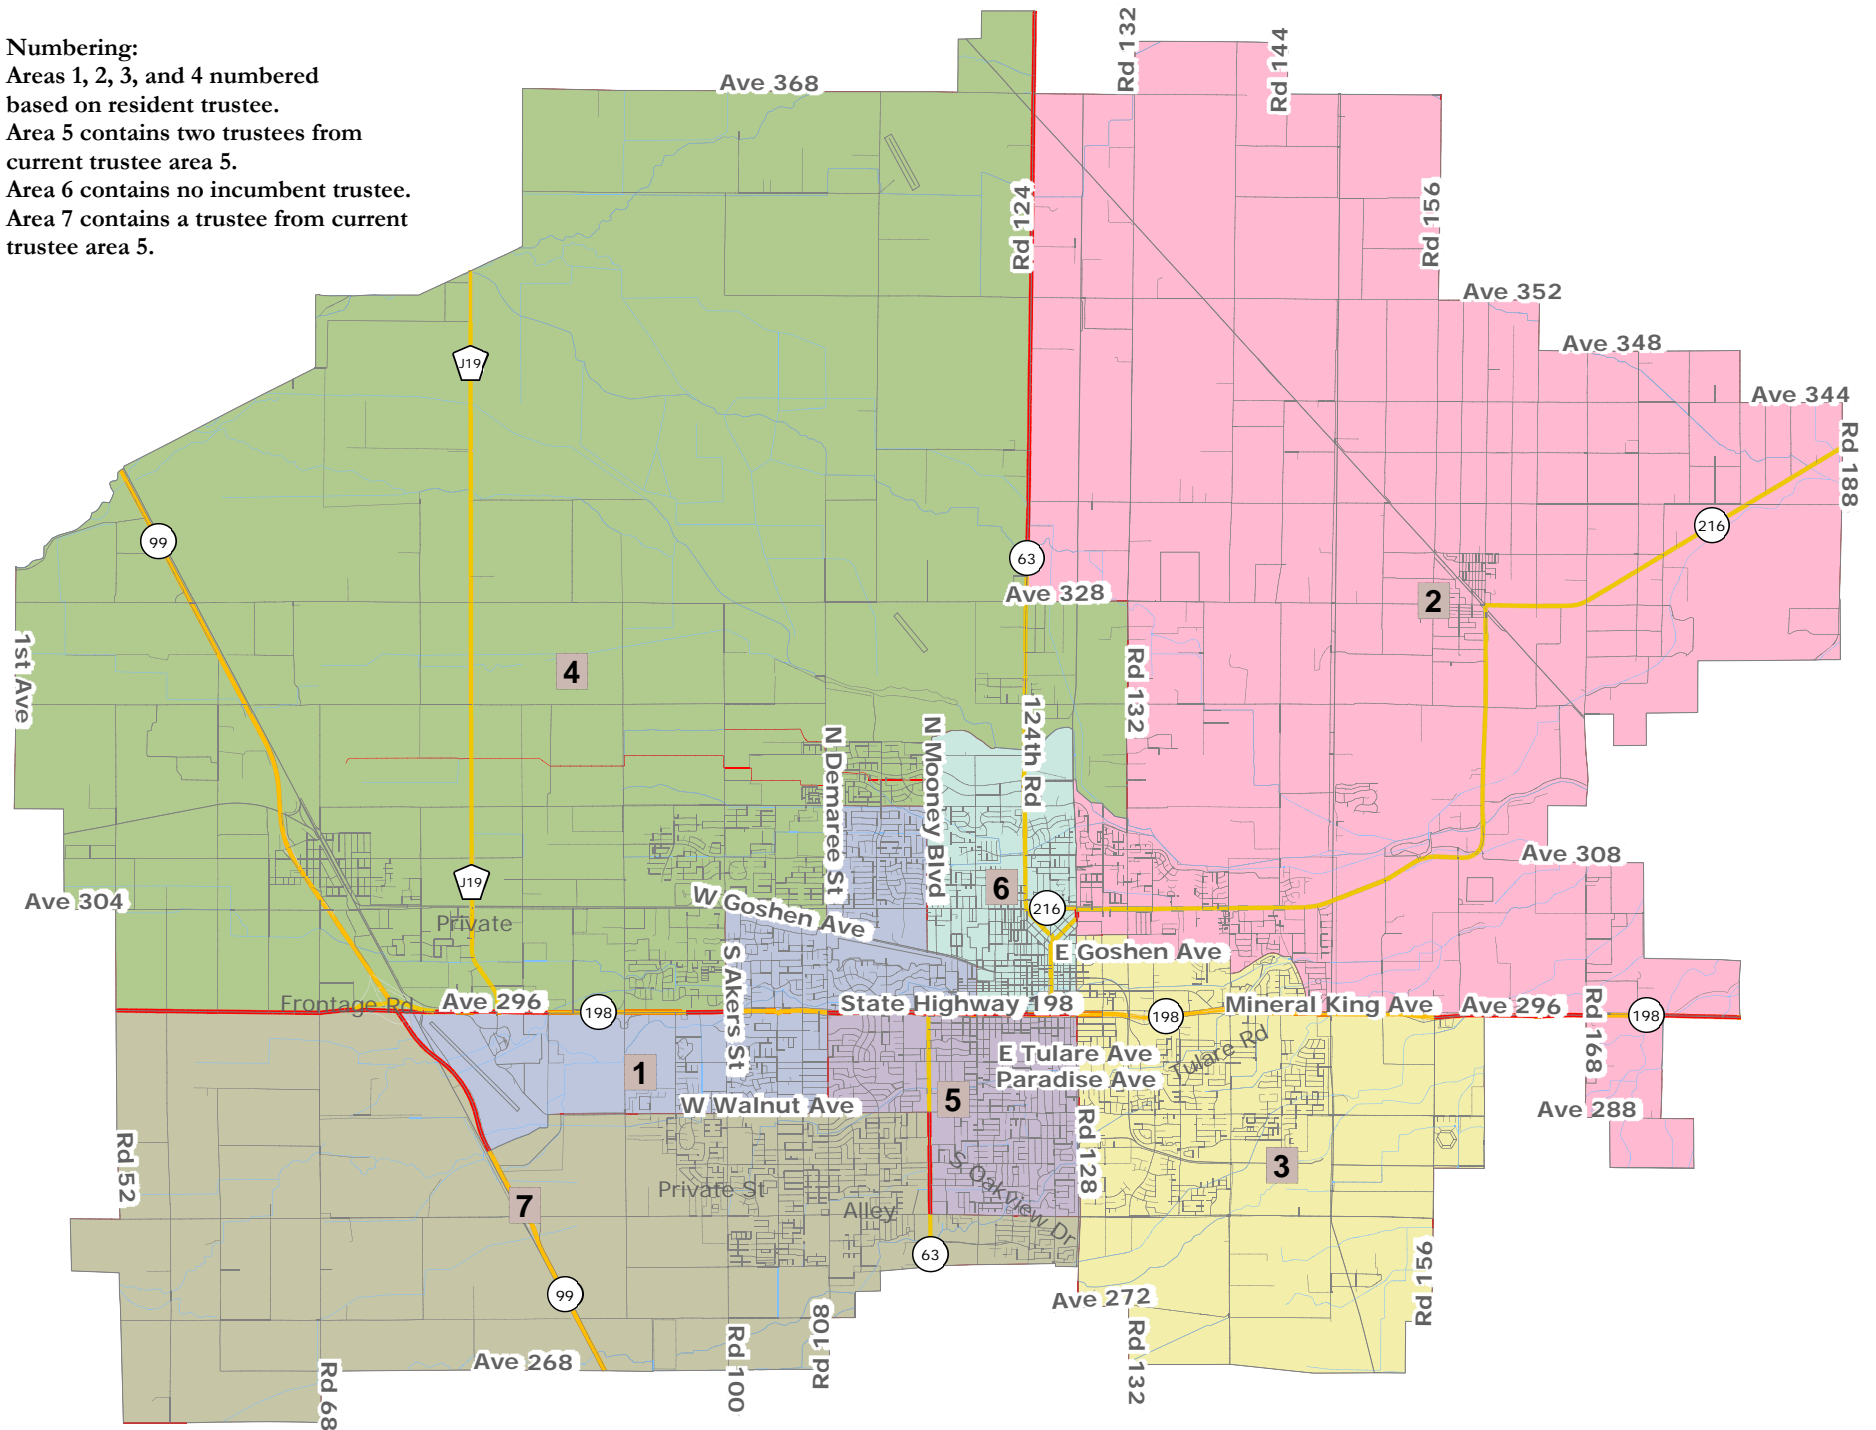 Numbering:
Areas 1, 2, 3, and 4 numbered
based on resident trustee.
Area 5 contains two trustees from
current trustee area 5.
Area 6 contains no incumbent trustee.
Area 7 contains a trustee from current
trustee area 5.
Rd 132
Rd 144
Ave 368
Rd 124
Rd 156
Ave 352
Ave 348
J19
Ave 344
Rd 188
99
63
216
Ave 328
2
1st Ave
4
Rd 132
124th Rd
N Mooney Blvd
N Demaree St
Ave 308
J19
6
216
Ave 304
W Goshen Ave
Private
E Goshen Ave
S Akers St
Frontage Rd
Ave 296
198
State Highway 198
198
Mineral King Ave
Ave 296
Rd 168
198
1
E Tulare Ave
Tulare Rd
Paradise Ave
5
W Walnut Ave
Ave 288
Rd 52
Rd 128
3
S Oakview Dr
Private St
7
Alley
63
99
Rd 156
Ave 272
Rd 108
Rd 132
Rd 100
Ave 268
Rd 68